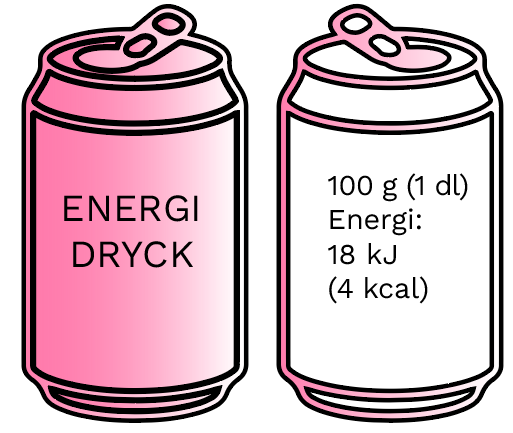 ENERGI
DRYCK
100 g (1 dl)
Energi:
18 kJ
(4 kcal)